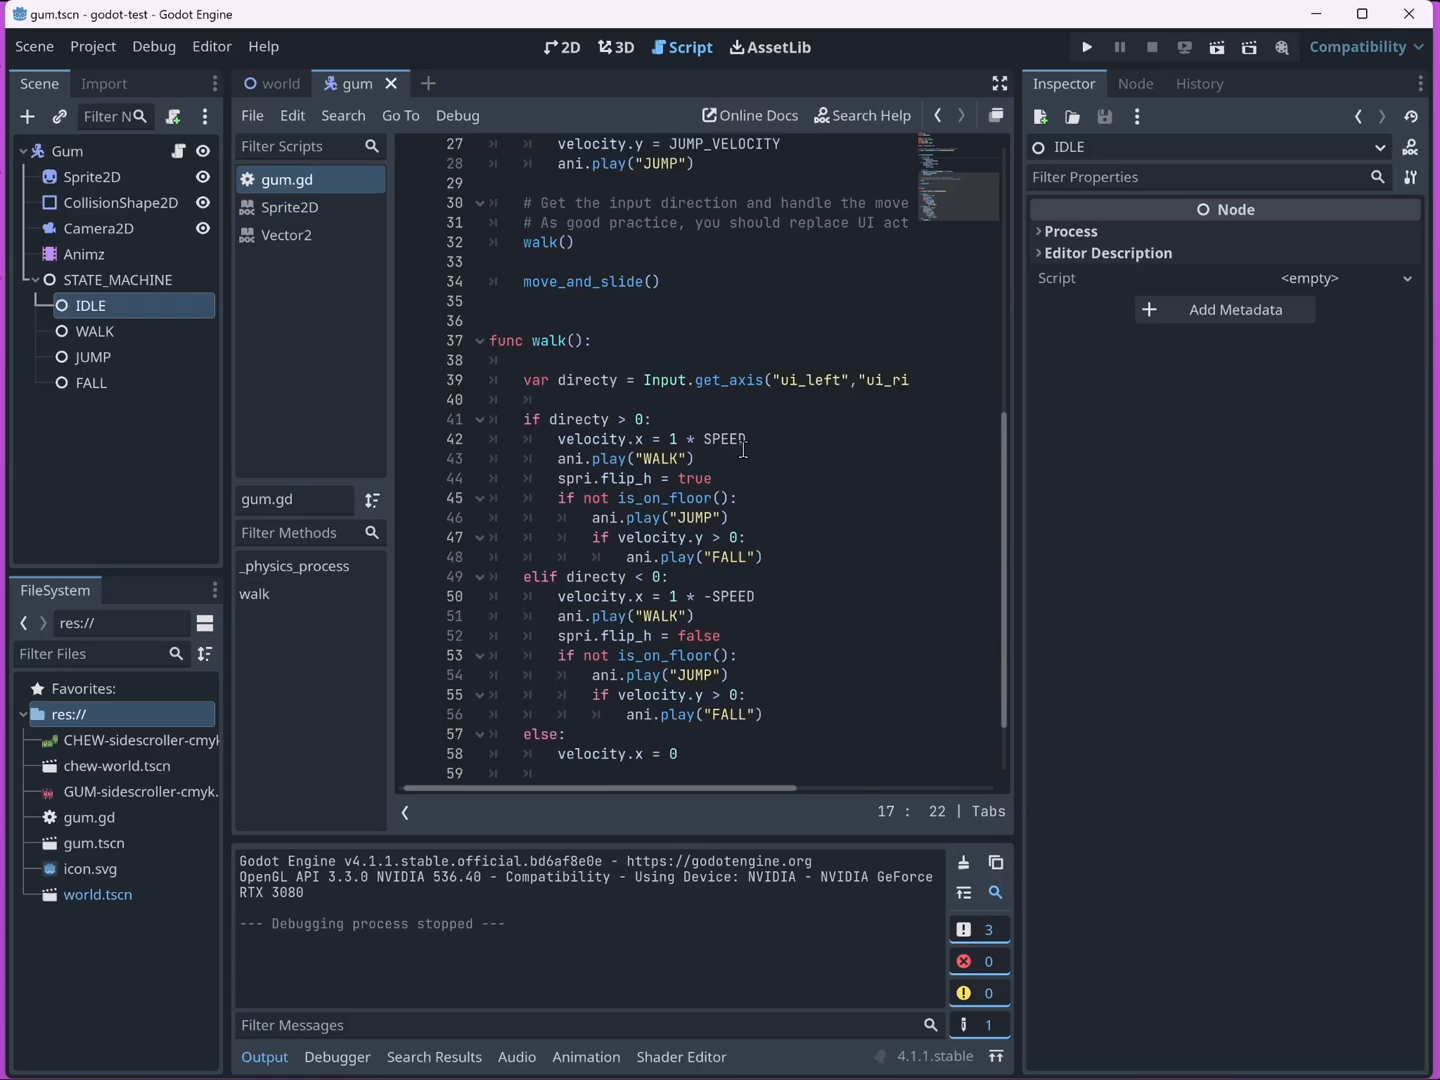 gum.tscn - godot-test - Godot Engine
Scene Project Debug Editor Help
2D 3D Script AssetLib
Compatibility
Scene Import
world gum
Inspector Node History
Filter N
File Edit Search Go To Debug
Online Docs Search Help
Gum
Sprite2D
CollisionShape2D
Camera2D
Animz
STATE_MACHINE
IDLE
WALK
JUMP
FALL
Filter Scripts
gum.gd
Sprite2D
Vector2
gum.gd
Filter Methods
_physics_process
walk
27 velocity.y = JUMP_VELOCITY
28 ani.play("JUMP")
29
30 # Get the input direction and handle the move
31 # As good practice, you should replace UI act
32 walk()
33
34 move_and_slide()
35
36
37 func walk():
38
39 var directy = Input.get_axis("ui_left","ui_ri
40
41 if directy > 0:
42 velocity.x = 1 * SPEED
43 ani.play("WALK")
44 spri.flip_h = true
45 if not is_on_floor():
46 ani.play("JUMP")
47 if velocity.y > 0:
48 ani.play("FALL")
49 elif directy < 0:
50 velocity.x = 1 * -SPEED
51 ani.play("WALK")
52 spri.flip_h = false
53 if not is_on_floor():
54 ani.play("JUMP")
55 if velocity.y > 0:
56 ani.play("FALL")
57 else:
58 velocity.x = 0
59
17 : 22 | Tabs
IDLE
Filter Properties
Node
Process
Editor Description
Script <empty>
Add Metadata
FileSystem
res://
Filter Files
Favorites:
res://
CHEW-sidescroller-cmyk
chew-world.tscn
GUM-sidescroller-cmyk.
gum.gd
gum.tscn
icon.svg
world.tscn
Godot Engine v4.1.1.stable.official.bd6af8e0e - https://godotengine.org
OpenGL API 3.3.0 NVIDIA 536.40 - Compatibility - Using Device: NVIDIA - NVIDIA GeForce
RTX 3080
--- Debugging process stopped ---
3
0
0
1
Filter Messages
Output Debugger Search Results Audio Animation Shader Editor
4.1.1.stable